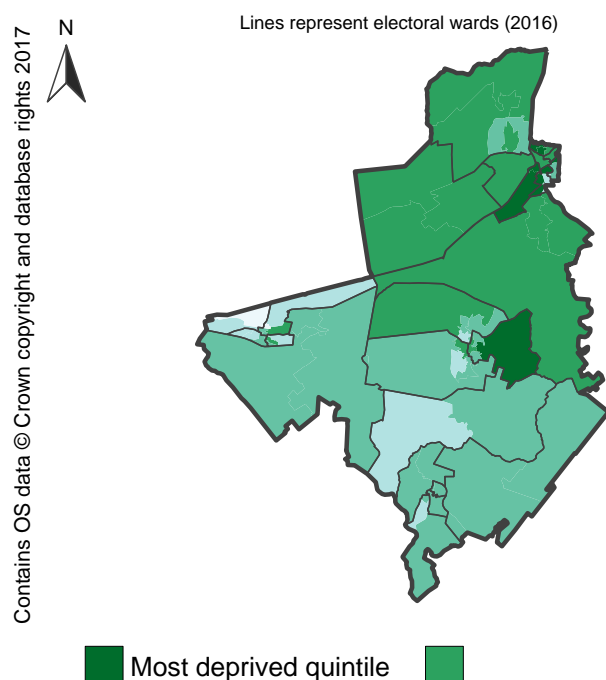 Lines represent electoral wards (2016)
N
Contains OS data © Crown copyright and database rights 2017
Most deprived quintile